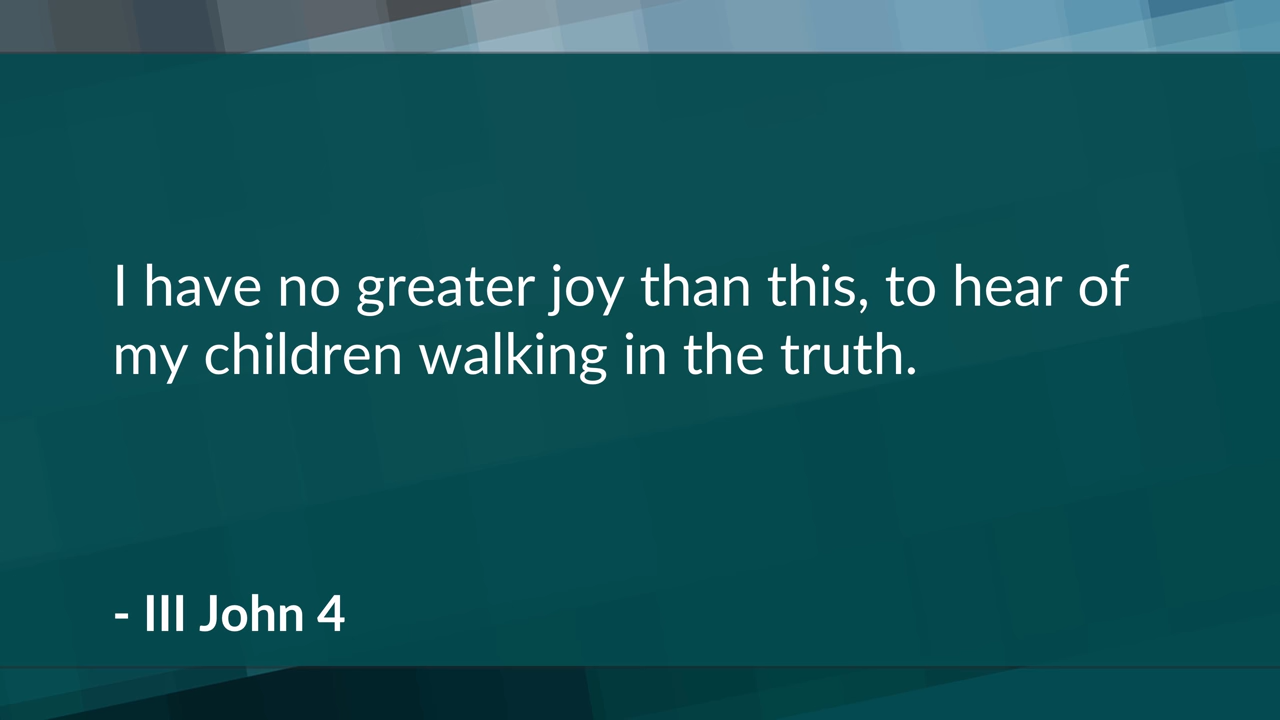 I have no greater joy than this, to hear of
my children walking in the truth.
- III John 4